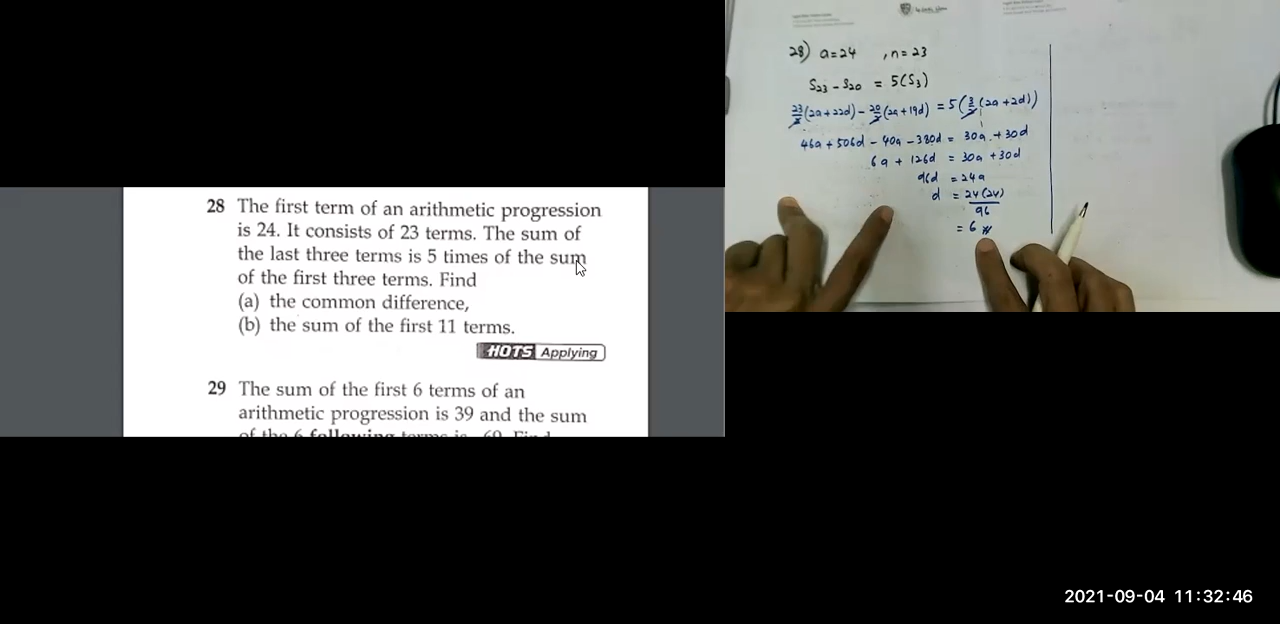 28 The first term of an arithmetic progression
is 24. It consists of 23 terms. The sum of
the last three terms is 5 times of the sum
of the first three terms. Find
(a) the common difference,
(b) the sum of the first 11 terms.
HOTS Applying
29 The sum of the first 6 terms of an
arithmetic progression is 39 and the sum
28) a=24 , n=23
S23 - S20 = 5(S3)
23/2(2a+22d) - 20/2(2a+19d) = 5(3/2(2a+2d))
46a + 506d - 40a - 380d = 30a + 30d
6a + 126d = 30a + 30d
96d = 24a
d = 24(24)
96
= 6
2021-09-04 11:32:46